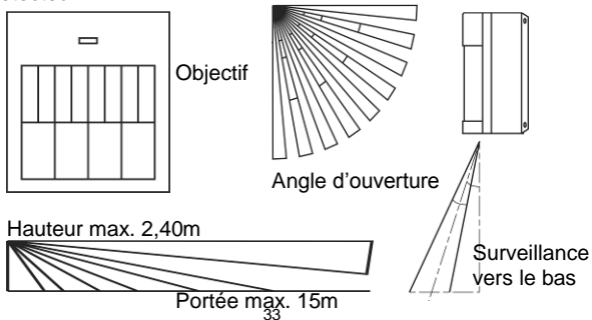 Objectif
Angle d'ouverture
Hauteur max. 2,40m
Surveillance
vers le bas
Portée max. 15m
33